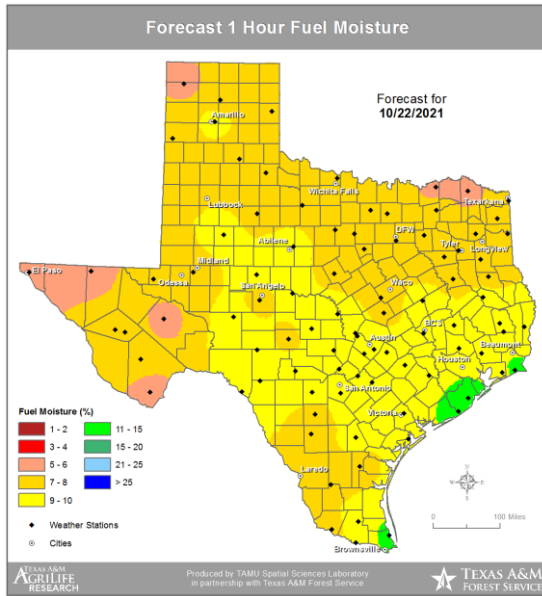 Forecast 1 Hour Fuel Moisture
Forecast for
10/22/2021
Amarillo
Wichita Falls
Texarkana
Lubbock
DFW
Abilene
Tyler
Longview
El Paso
Midland
Odessa
Waco
San Angelo
BCS
Austin
Beaumont
Houston
San Antonio
Victoria
Laredo
Brownsville
Fuel Moisture (%)
1 - 2
11 - 15
3 - 4
15 - 20
5 - 6
21 - 25
7 - 8
> 25
9 - 10
Weather Stations
Cities
N
W
E
S
0
100 Miles
TEXAS A&M
AGRILIFE
RESEARCH
Produced by TAMU Spatial Sciences Laboratory
in partnership with Texas A&M Forest Service
TEXAS A&M
FOREST SERVICE